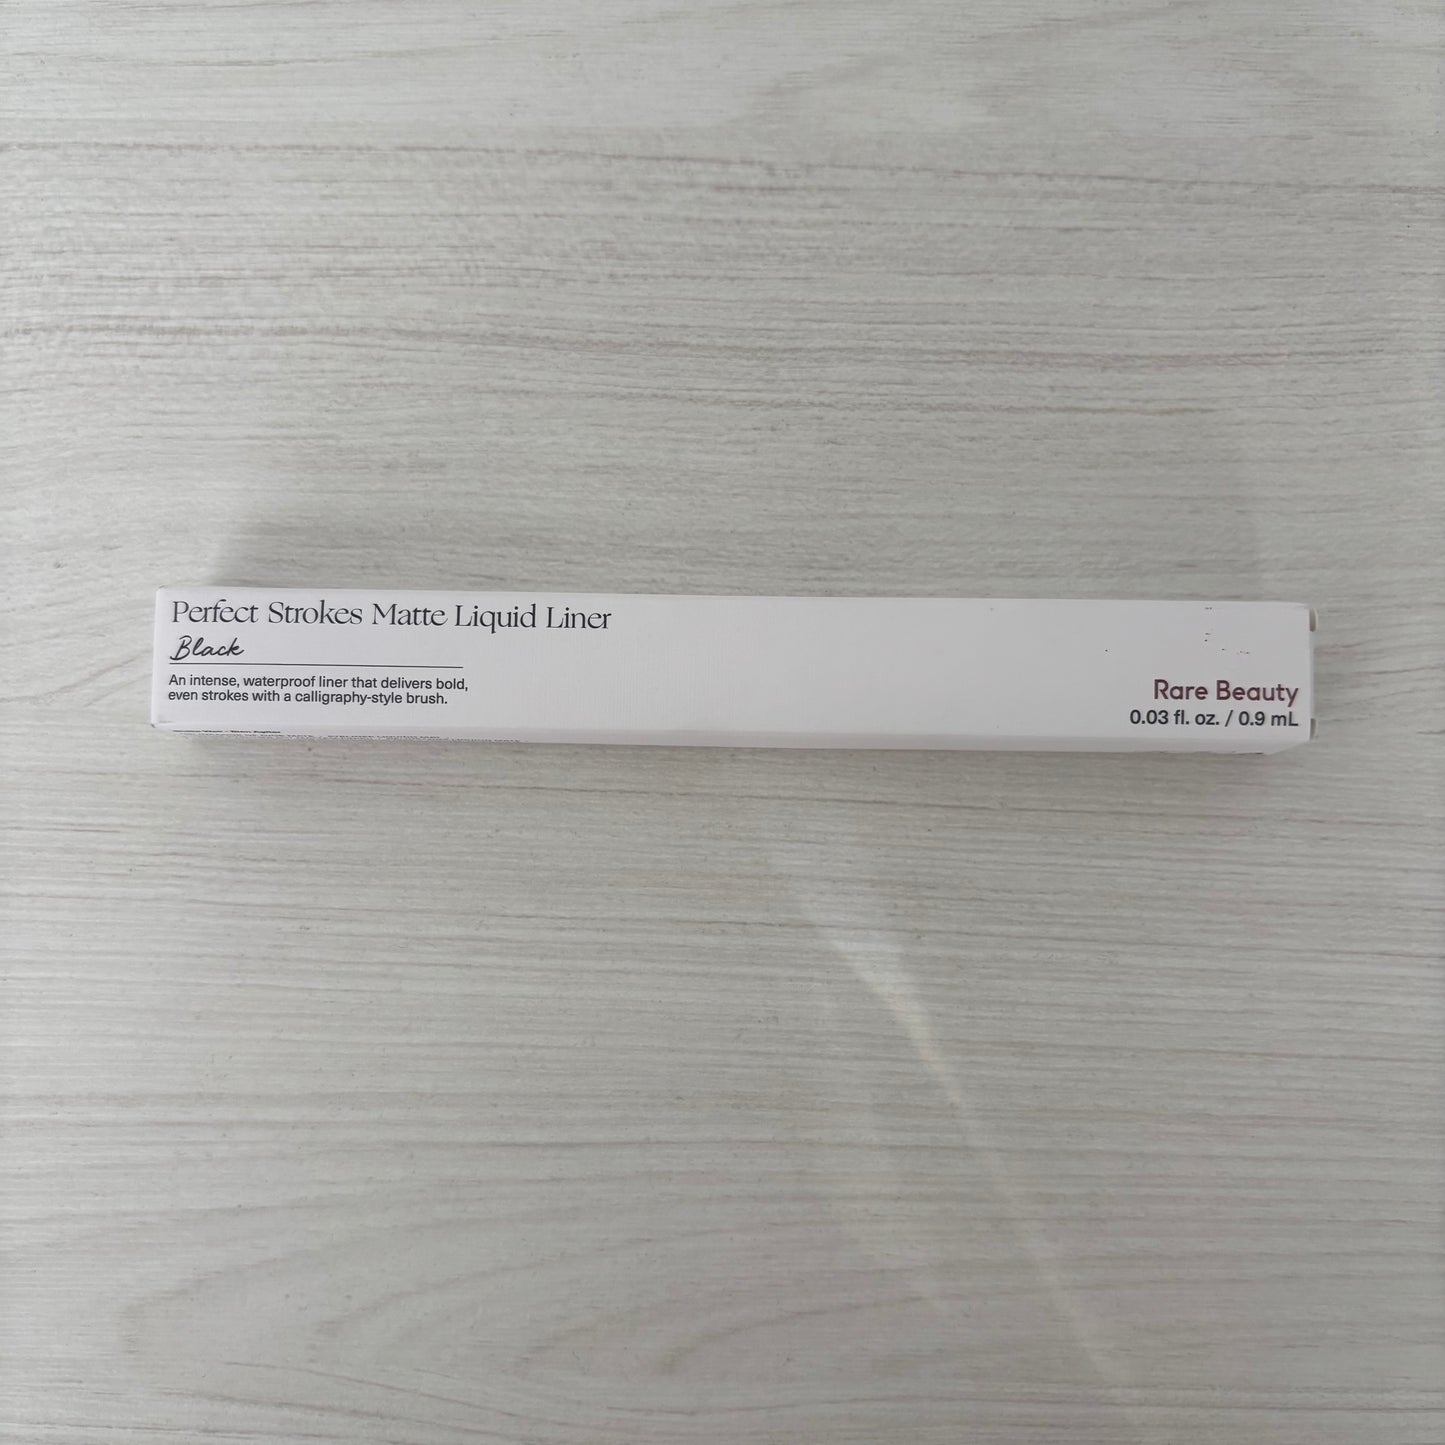 Perfect Strokes Matte Liquid Liner
Black
An intense, waterproof liner that delivers bold,
even strokes with a calligraphy-style brush.
Rare Beauty
0.03 fl. oz. / 0.9 mL